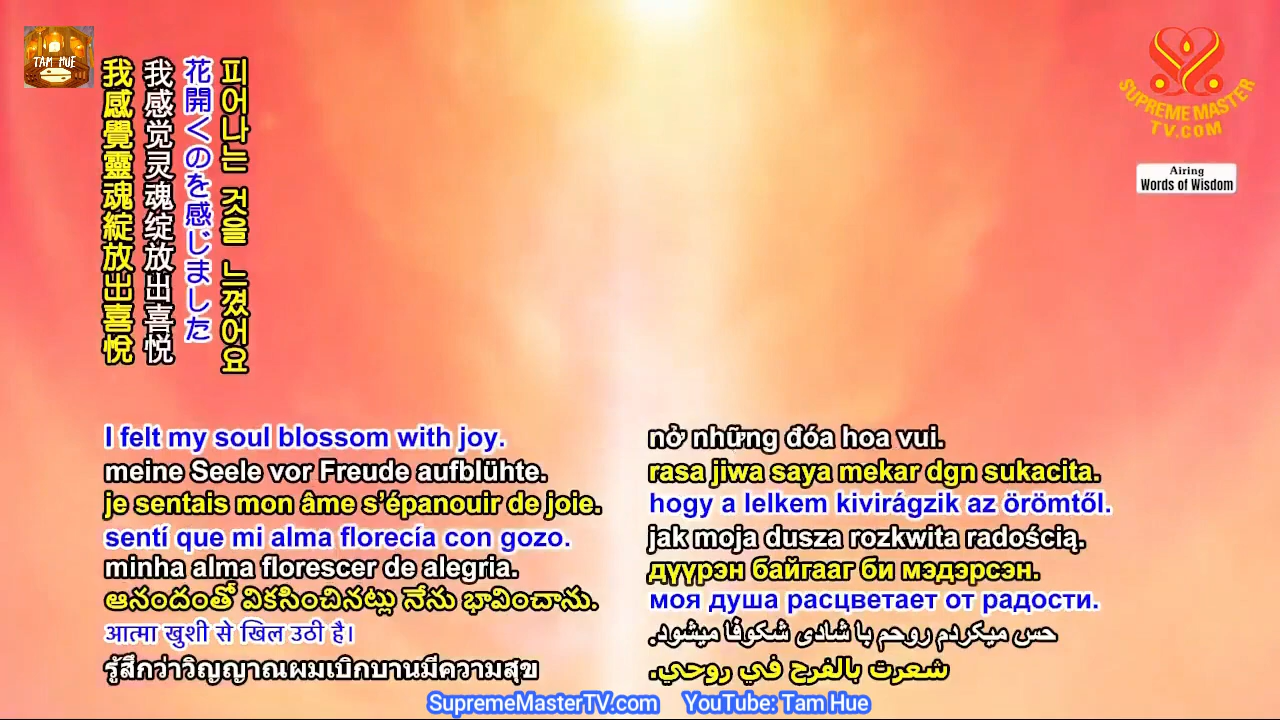 TAM HUE
我感覺靈魂綻放出喜悅
我感觉灵魂绽放出喜悦
花開くのを感じました
피어나는 것을 느꼈어요
SUPREME MASTER
TV.COM
Airing
Words of Wisdom
I felt my soul blossom with joy.
meine Seele vor Freude aufblühte.
je sentais mon âme s’épanouir de joie.
sentí que mi alma florecía con gozo.
minha alma florescer de alegria.
ఆనందంతో వికసించినట్లు నేను భావించాను.
आत्मा खुशी से खिल उठी है।
รู้สึกว่าวิญญาณผมเบิกบานมีความสุข
nở những đóa hoa vui.
rasa jiwa saya mekar dgn sukacita.
hogy a lelkem kivirágzik az örömtől.
jak moja dusza rozkwita radością.
дүүрэн байгааг би мэдэрсэн.
моя душа расцветает от радости.
حس میکردم روحم با شادی شکوفا میشود.
شعرت بالفرح في روحي.
SupremeMasterTV.com YouTube: Tam Hue